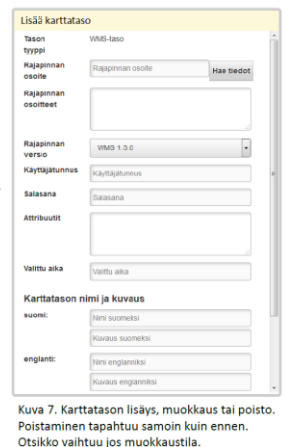 Lisää karttataso
Tason tyyppi
WMS-taso
Rajapinnan osoite
Rajapinnan osoite
Hae tiedot
Rajapinnan osoitteet
Rajapinnan versio
WMS 1.3.0
Käyttäjätunnus
Käyttäjätunnus
Salasana
Salasana
Attribuutit
Valittu aika
Valittu aika
Karttatason nimi ja kuvaus
suomi:
Nimi suomeksi
Kuvaus suomeksi
englanti:
Nimi englanniksi
Kuvaus englanniksi
Kuva 7. Karttatason lisäys, muokkaus tai poisto.
Poistaminen tapahtuu samoin kuin ennen.
Otsikko vaihtuu jos muokkaustila.